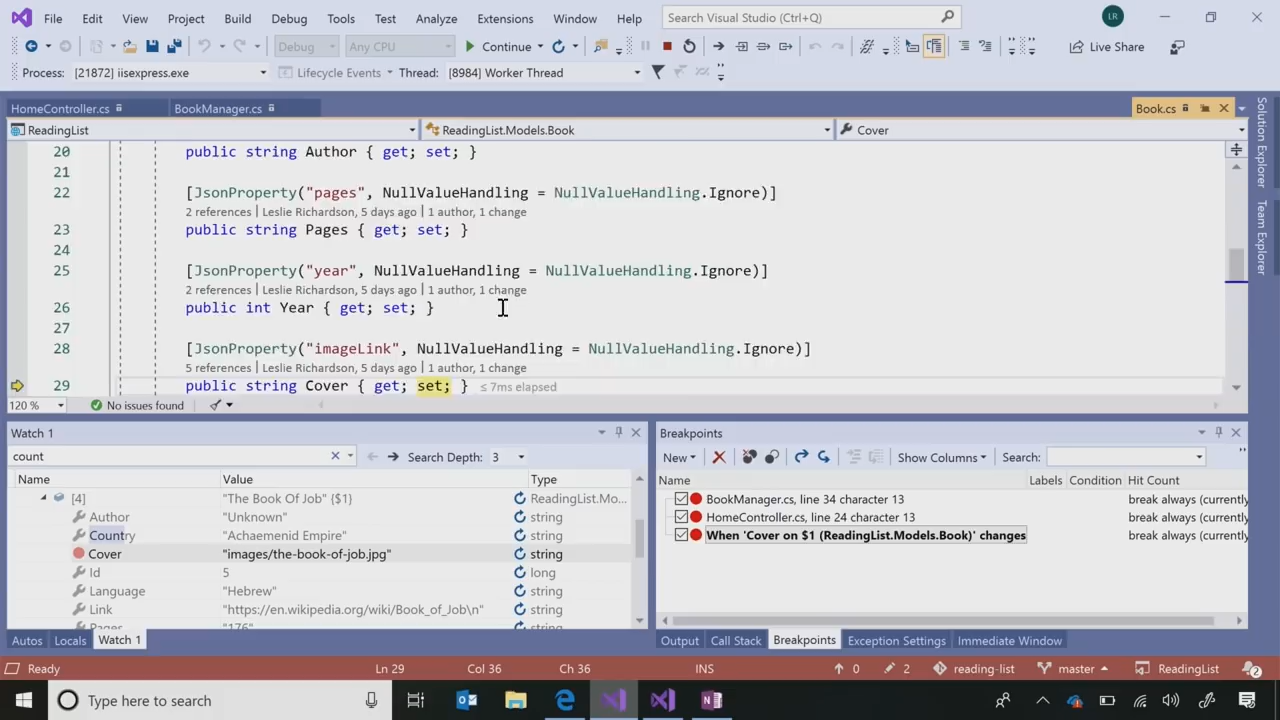 File Edit View Project Build Debug Tools Test Analyze Extensions Window Help Search Visual Studio (Ctrl+Q) LR
Debug Any CPU Continue Live Share
Process: [21872] iisexpress.exe Lifecycle Events Thread: [8984] Worker Thread
HomeController.cs BookManager.cs Book.cs
ReadingList ReadingList.Models.Book Cover
20 public string Author { get; set; }
21
22 [JsonProperty("pages", NullValueHandling = NullValueHandling.Ignore)]
2 references | Leslie Richardson, 5 days ago | 1 author, 1 change
23 public string Pages { get; set; }
24
25 [JsonProperty("year", NullValueHandling = NullValueHandling.Ignore)]
2 references | Leslie Richardson, 5 days ago | 1 author, 1 change
26 public int Year { get; set; }
27
28 [JsonProperty("imageLink", NullValueHandling = NullValueHandling.Ignore)]
5 references | Leslie Richardson, 5 days ago | 1 author, 1 change
29 public string Cover { get; set; } ≤ 7ms elapsed
120 % No issues found
Solution Explorer
Team Explorer
Watch 1
count Search Depth: 3
Name Value Type
[4] "The Book Of Job" {$1} ReadingList.Mo...
Author "Unknown" string
Country "Achaemenid Empire" string
Cover "images/the-book-of-job.jpg" string
Id 5 long
Language "Hebrew" string
Link "https://en.wikipedia.org/wiki/Book_of_Job\n" string
Pages "176" string
Autos Locals Watch 1
Breakpoints
New Show Columns Search:
Name Labels Condition Hit Count
BookManager.cs, line 34 character 13 break always (currently
HomeController.cs, line 24 character 13 break always (currently
When 'Cover on $1 (ReadingList.Models.Book)' changes break always (currently
Output Call Stack Breakpoints Exception Settings Immediate Window
Ready Ln 29 Col 36 Ch 36 INS 0 2 reading-list master ReadingList 2
Type here to search